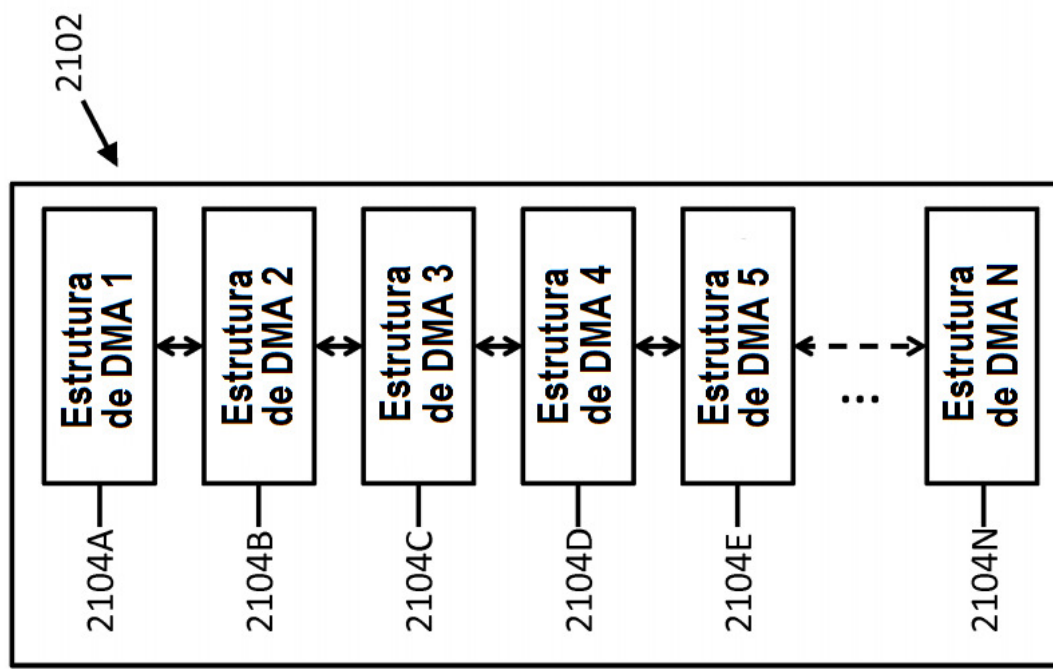 2102
Estrutura
de DMA 1
2104A
Estrutura
de DMA 2
2104B
Estrutura
de DMA 3
2104C
Estrutura
de DMA 4
2104D
Estrutura
de DMA 5
2104E
...
Estrutura
de DMA N
2104N